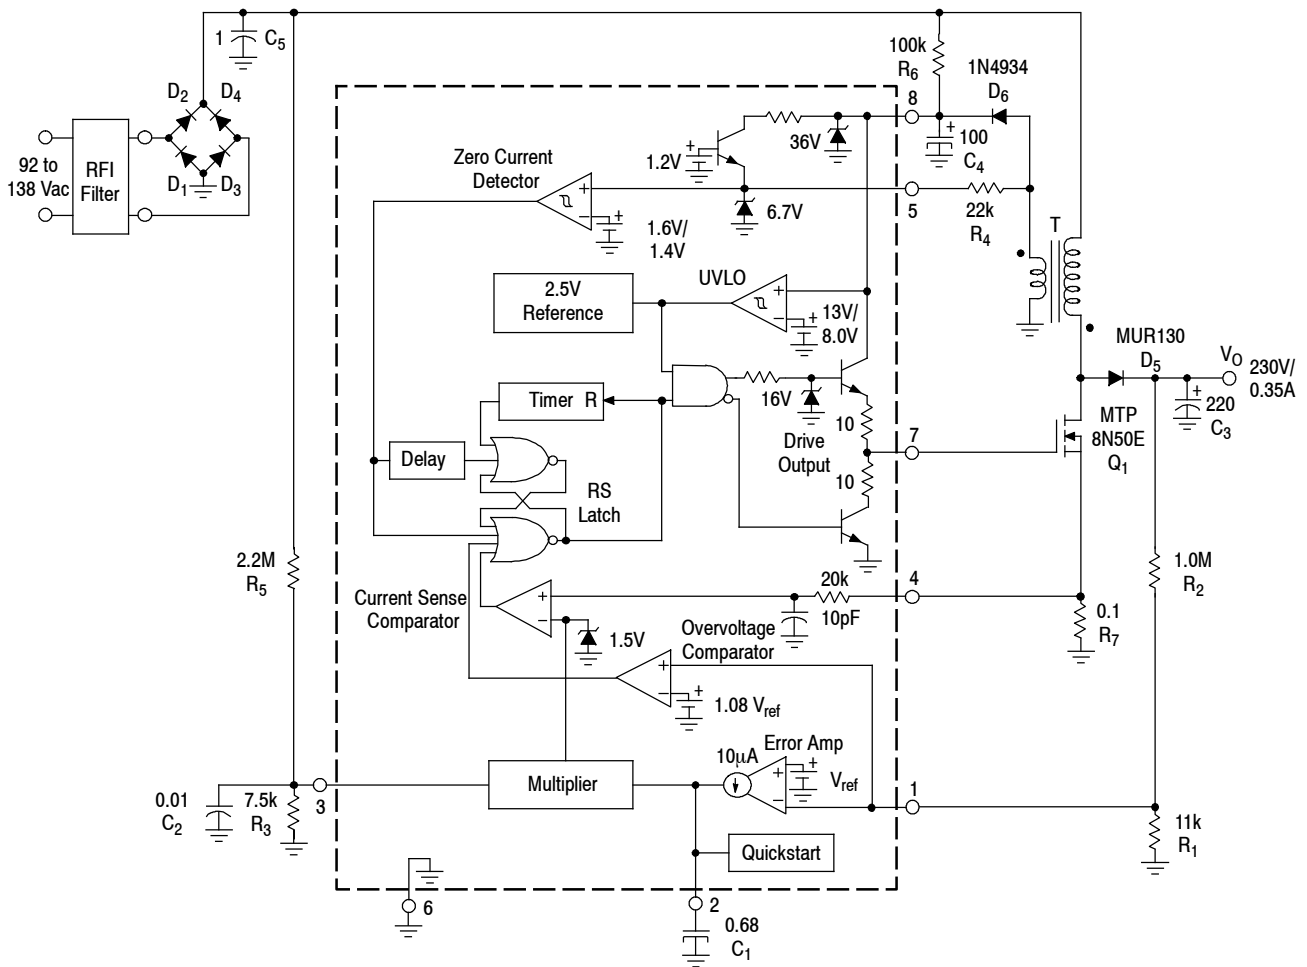 1
C5
100k
R6
1N4934
D6
D2
D4
8
92 to
138 Vac
RFI
Filter
D1
D3
36V
1.2V
+
100
C4
+
Zero Current
Detector
+
−
+
1.6V/
1.4V
6.7V
5
22k
R4
T
2.5V
Reference
UVLO
+
−
+
13V/
8.0V
MUR130
D5
VO
230V/
0.35A
Timer
R
16V
10
Drive
Output
7
10
MTP
8N50E
Q1
+
220
C3
Delay
RS
Latch
2.2M
R5
Current Sense
Comparator
+
−
1.5V
20k
10pF
4
0.1
R7
1.0M
R2
Overvoltage
Comparator
+
−
+
1.08 Vref
Multiplier
10µA
Error Amp
+
−
+
Vref
1
3
0.01
C2
7.5k
R3
11k
R1
Quickstart
6
2
0.68
C1